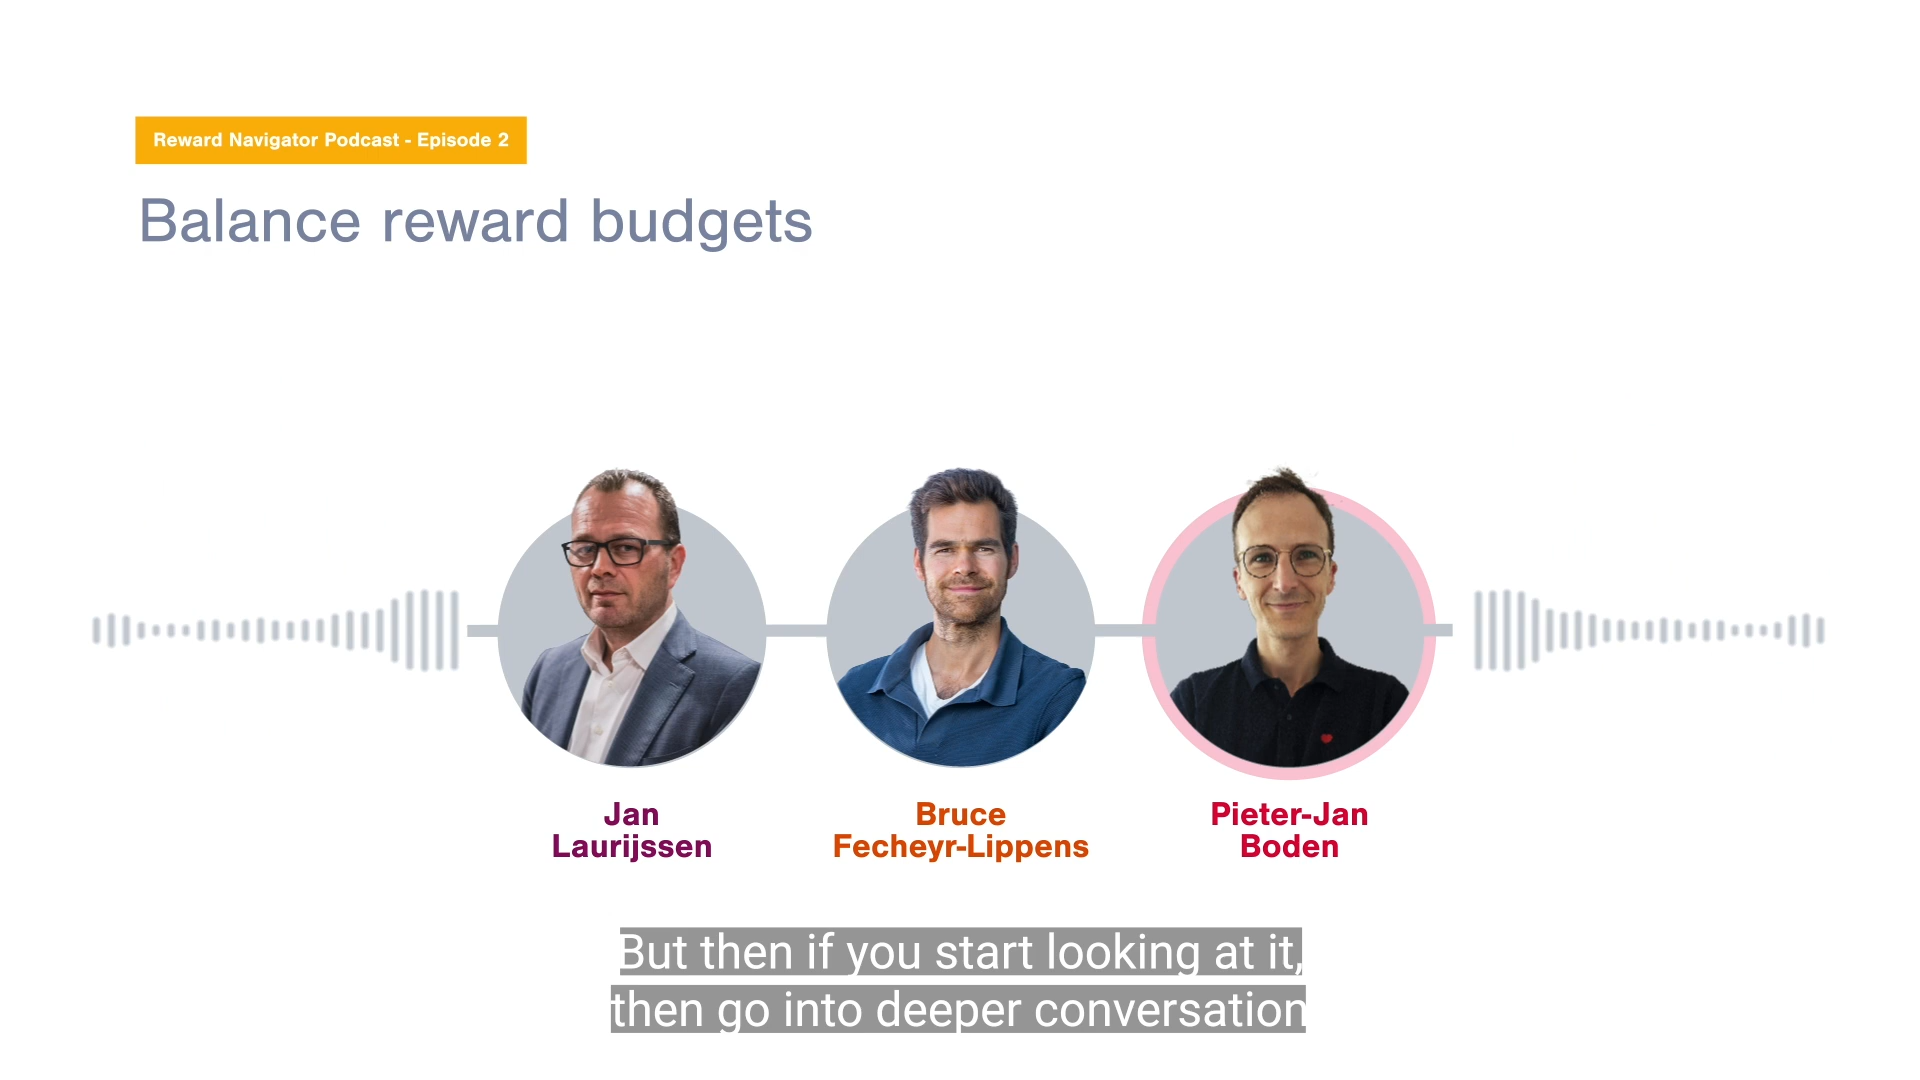 Reward Navigator Podcast - Episode 2
Balance reward budgets
Jan
Laurijssen
Bruce
Fecheyr-Lippens
Pieter-Jan
Boden
But then if you start looking at it,
then go into deeper conversation